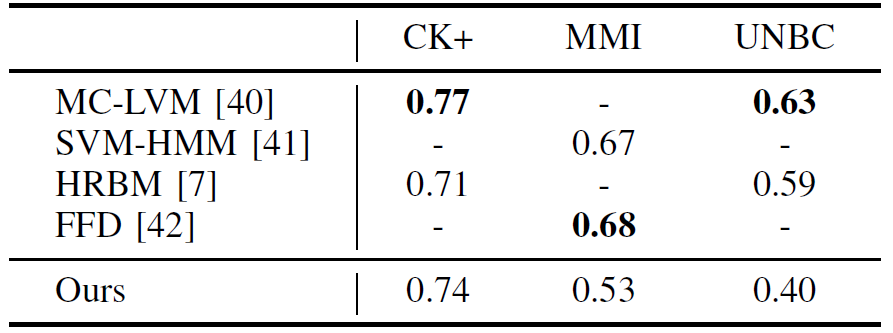 CK+ MMI UNBC
MC-LVM [40] 0.77 - 0.63
SVM-HMM [41] - 0.67 -
HRBM [7] 0.71 - 0.59
FFD [42] - 0.68 -
Ours 0.74 0.53 0.40